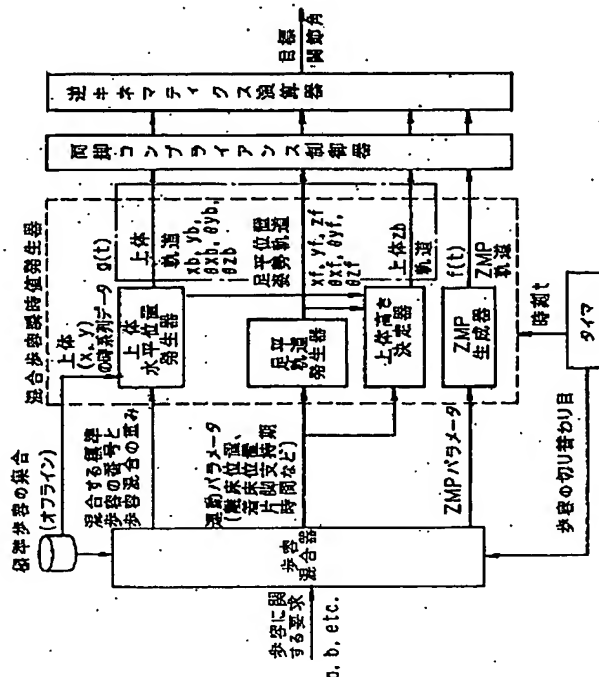 標準歩容の集合
(オフライン)
混合歩容瞬時値発生器
上体
(x, y)
の時系列データ
混合する標準
歩容の番号と
歩容混合の重み
上体
水平位置
発生器
g(t)
上体
軌道
xb, yb,
θxb, θyb,
θzb
歩容に関
する要求
a, b, etc.
歩容
混合器
運動パラメータ
(離床位置、
着床位置
片脚支持期
時間など)
足平
軌道
発生器
足平位置
姿勢軌道
xf, yf, zf
θxf, θyf,
θzf
上体高さ
決定器
上体zb
軌道
ZMPパラメータ
ZMP
生成器
f(t)
ZMP
軌道
両脚コンプライアンス制御器
逆キネマティクス演算器
目標
関節角
時刻t
タイマ
歩容の切り替わり目